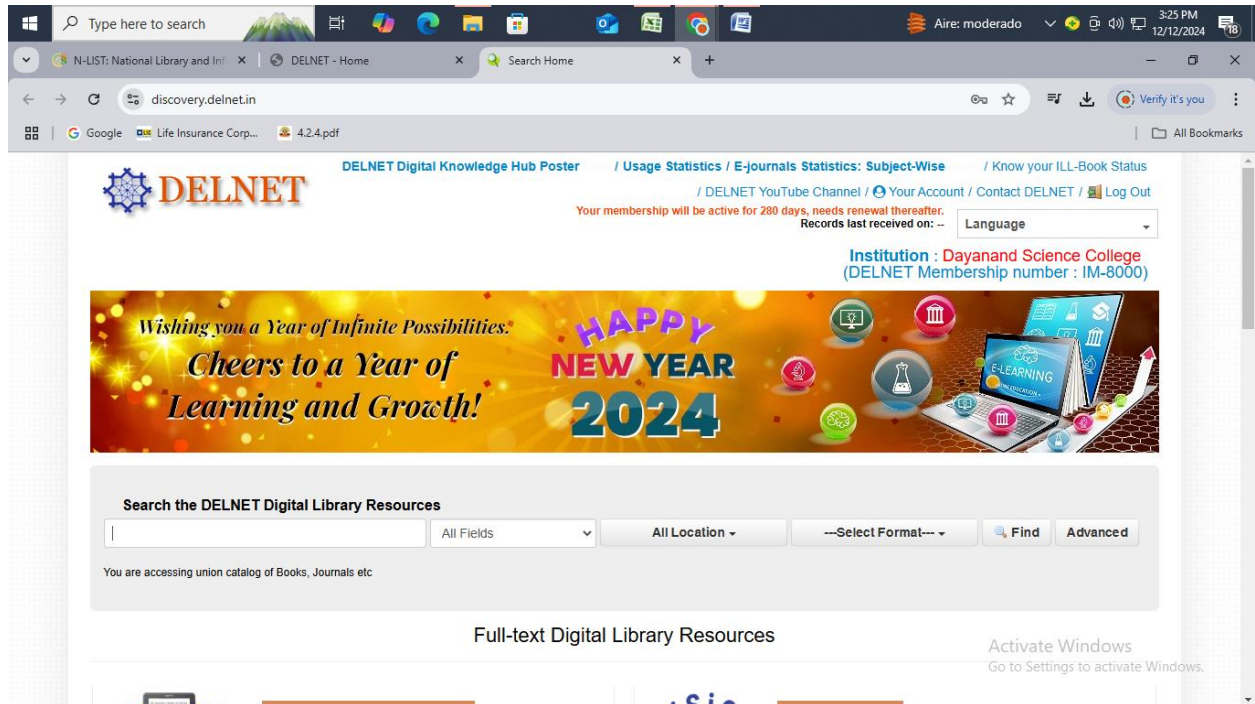 Type here to search
Aire: moderado
3:25 PM
12/12/2024
18
N-LIST: National Library and Inf
DELNET - Home
Search Home
discovery.delnet.in
Verify it's you
Google
Life Insurance Corp...
4.2.4.pdf
All Bookmarks
DELNET
DELNET Digital Knowledge Hub Poster / Usage Statistics / E-journals Statistics: Subject-Wise / Know your ILL-Book Status
/ DELNET YouTube Channel / Your Account / Contact DELNET / Log Out
Your membership will be active for 280 days, needs renewal thereafter.
Records last received on: --
Language
Institution : Dayanand Science College
(DELNET Membership number : IM-8000)
Wishing you a Year of Infinite Possibilities.
Cheers to a Year of
Learning and Growth!
HAPPY
NEW YEAR
2024
E-LEARNING
Search the DELNET Digital Library Resources
All Fields
All Location
---Select Format---
Find
Advanced
You are accessing union catalog of Books, Journals etc
Full-text Digital Library Resources
Activate Windows
Go to Settings to activate Windows.